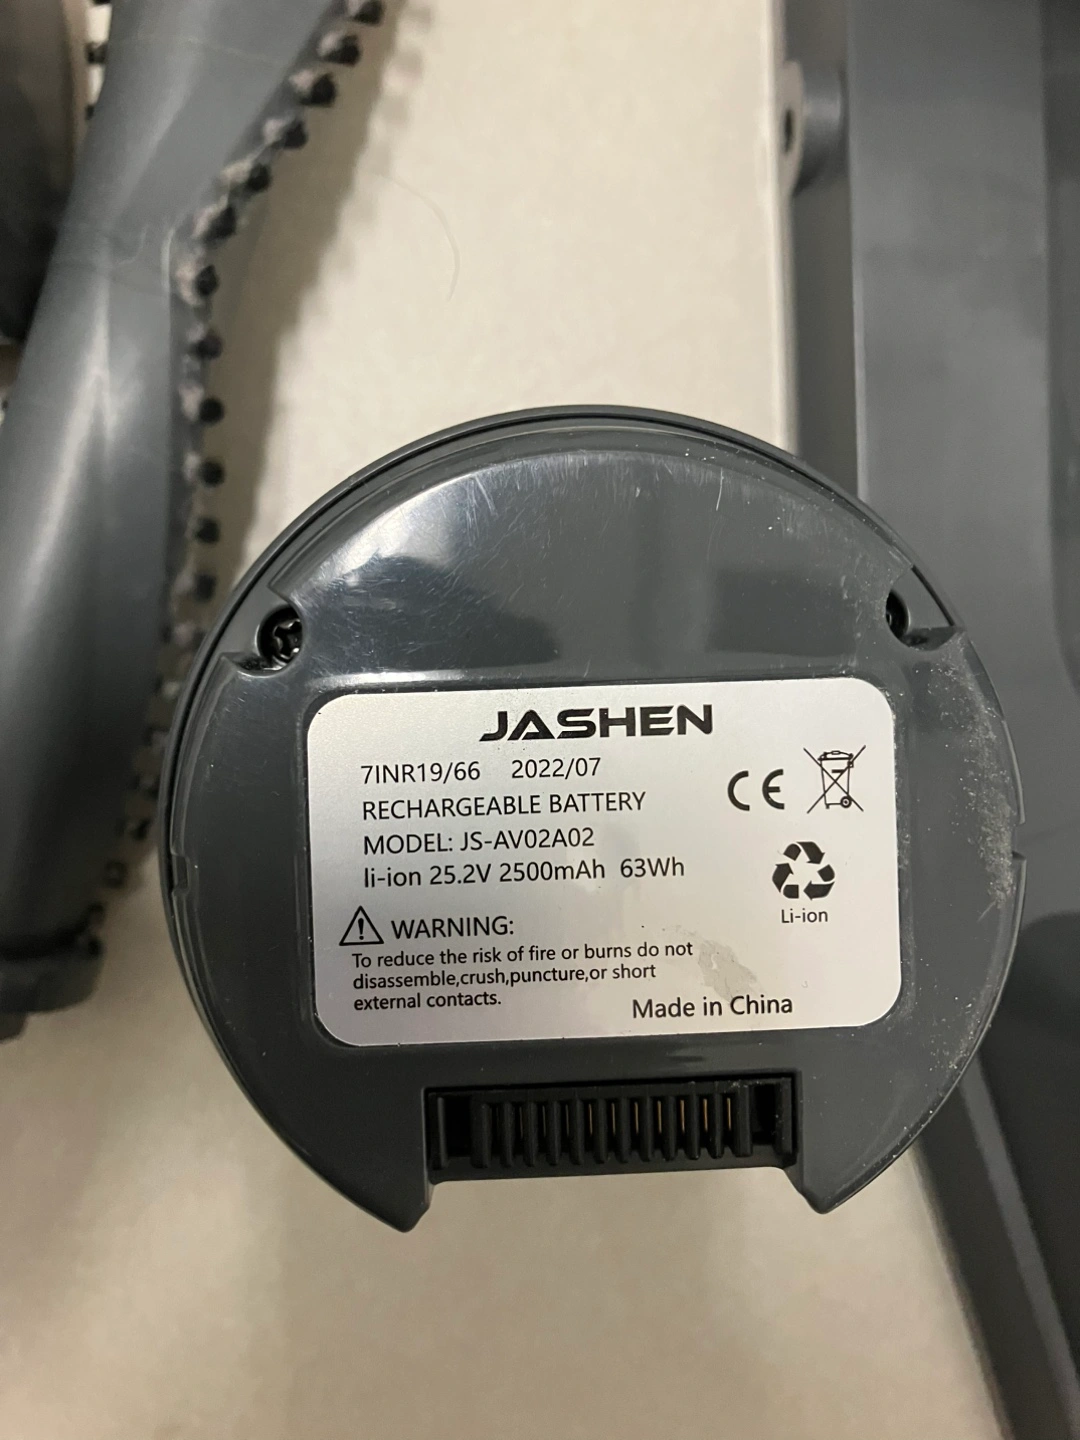 JASHEN
7INR19/66 2022/07
RECHARGEABLE BATTERY
MODEL: JS-AV02A02
li-ion 25.2V 2500mAh 63Wh
CE
Li-ion
WARNING:
To reduce the risk of fire or burns do not
disassemble,crush,puncture,or short
external contacts.
Made in China